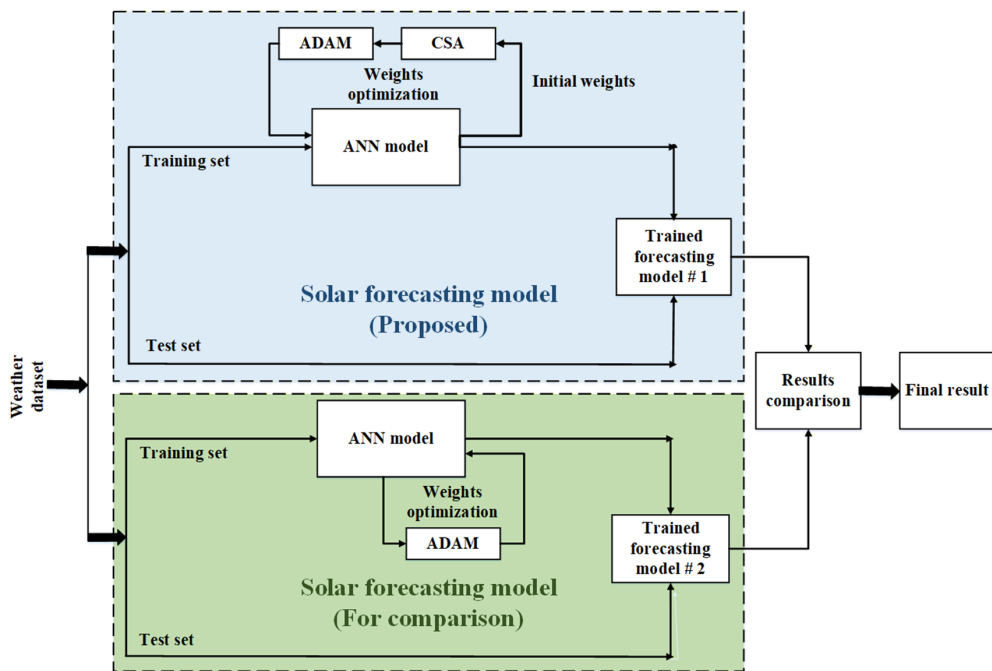 ADAM
CSA
Weights
optimization
Initial weights
ANN model
Training set
Trained
forecasting
model # 1
Solar forecasting model
(Proposed)
Test set
Weather
dataset
Results
comparison
Final result
ANN model
Training set
Weights
optimization
ADAM
Trained
forecasting
model # 2
Solar forecasting model
(For comparison)
Test set